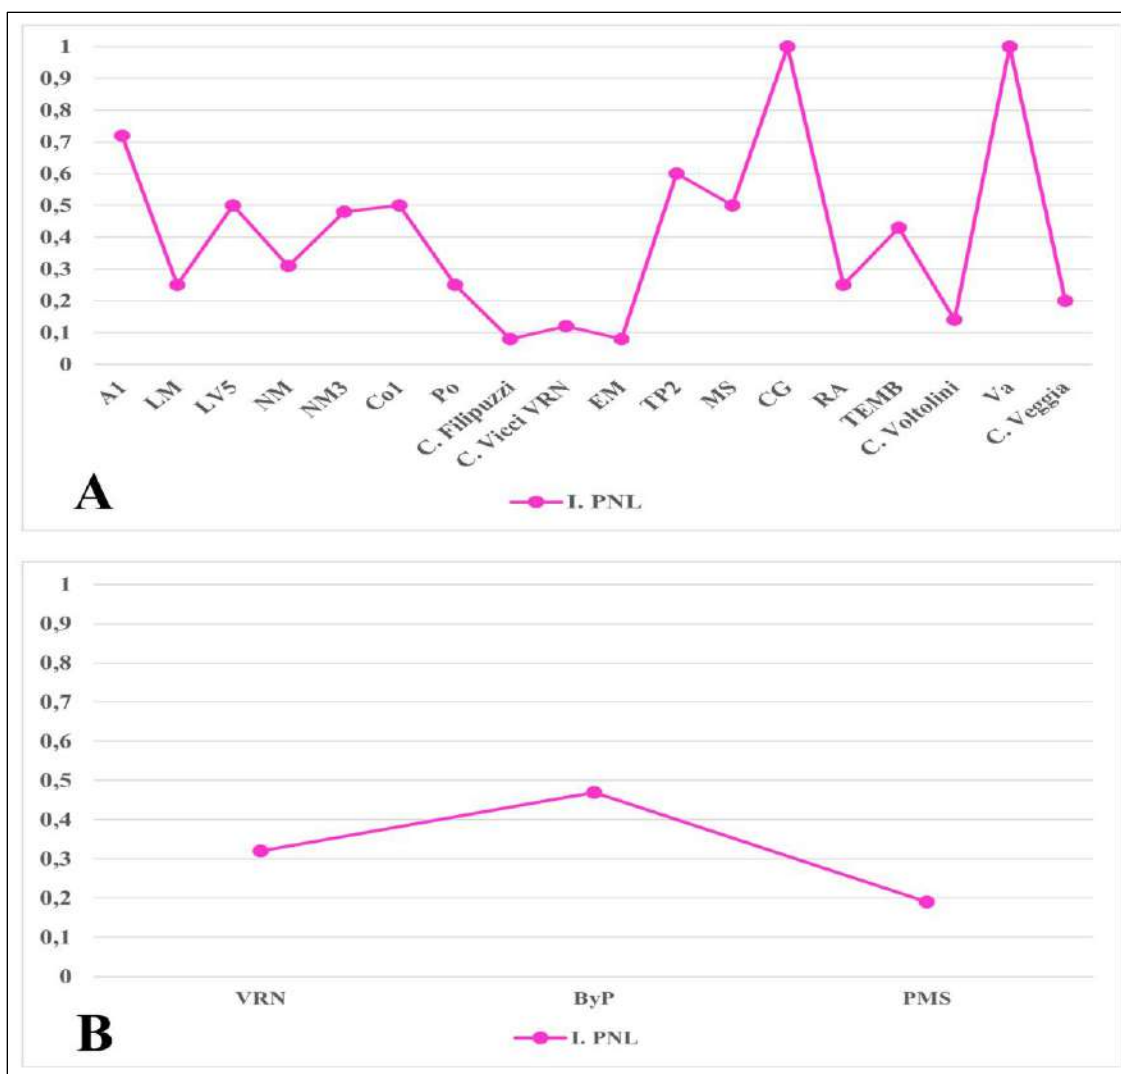 1
0,9
0,8
0,7
0,6
0,5
0,4
0,3
0,2
0,1
0
A1
LM
LV5
NM
NM3
Co1
Po
C. Filipuzzi
C. Vicci VRN
EM
TP2
MS
CG
RA
TEMB
C. Voltolini
Va
C. Veggia
A
I. PNL
1
0,9
0,8
0,7
0,6
0,5
0,4
0,3
0,2
0,1
0
VRN ByP PMS
B
I. PNL